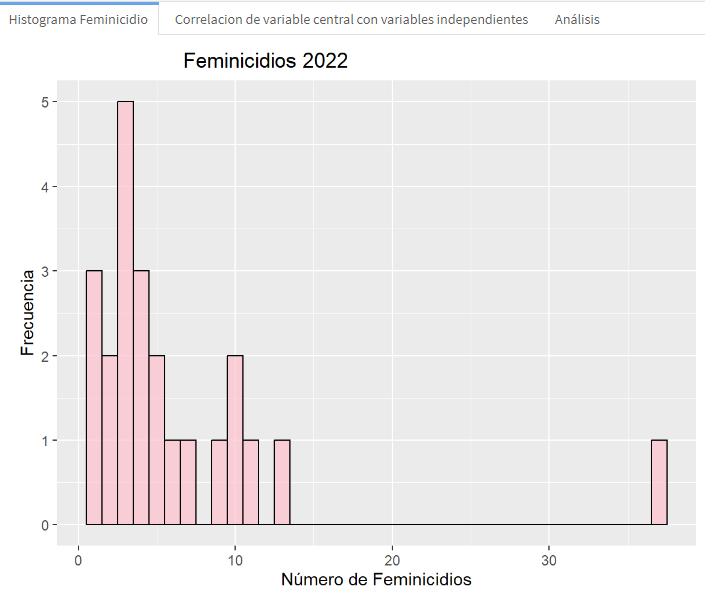 Histograma Feminicidio
Correlacion de variable central con variables independientes
Análisis
Feminicidios 2022
5
4
3
2
1
0
Frecuencia
0
10
20
30
Número de Feminicidios